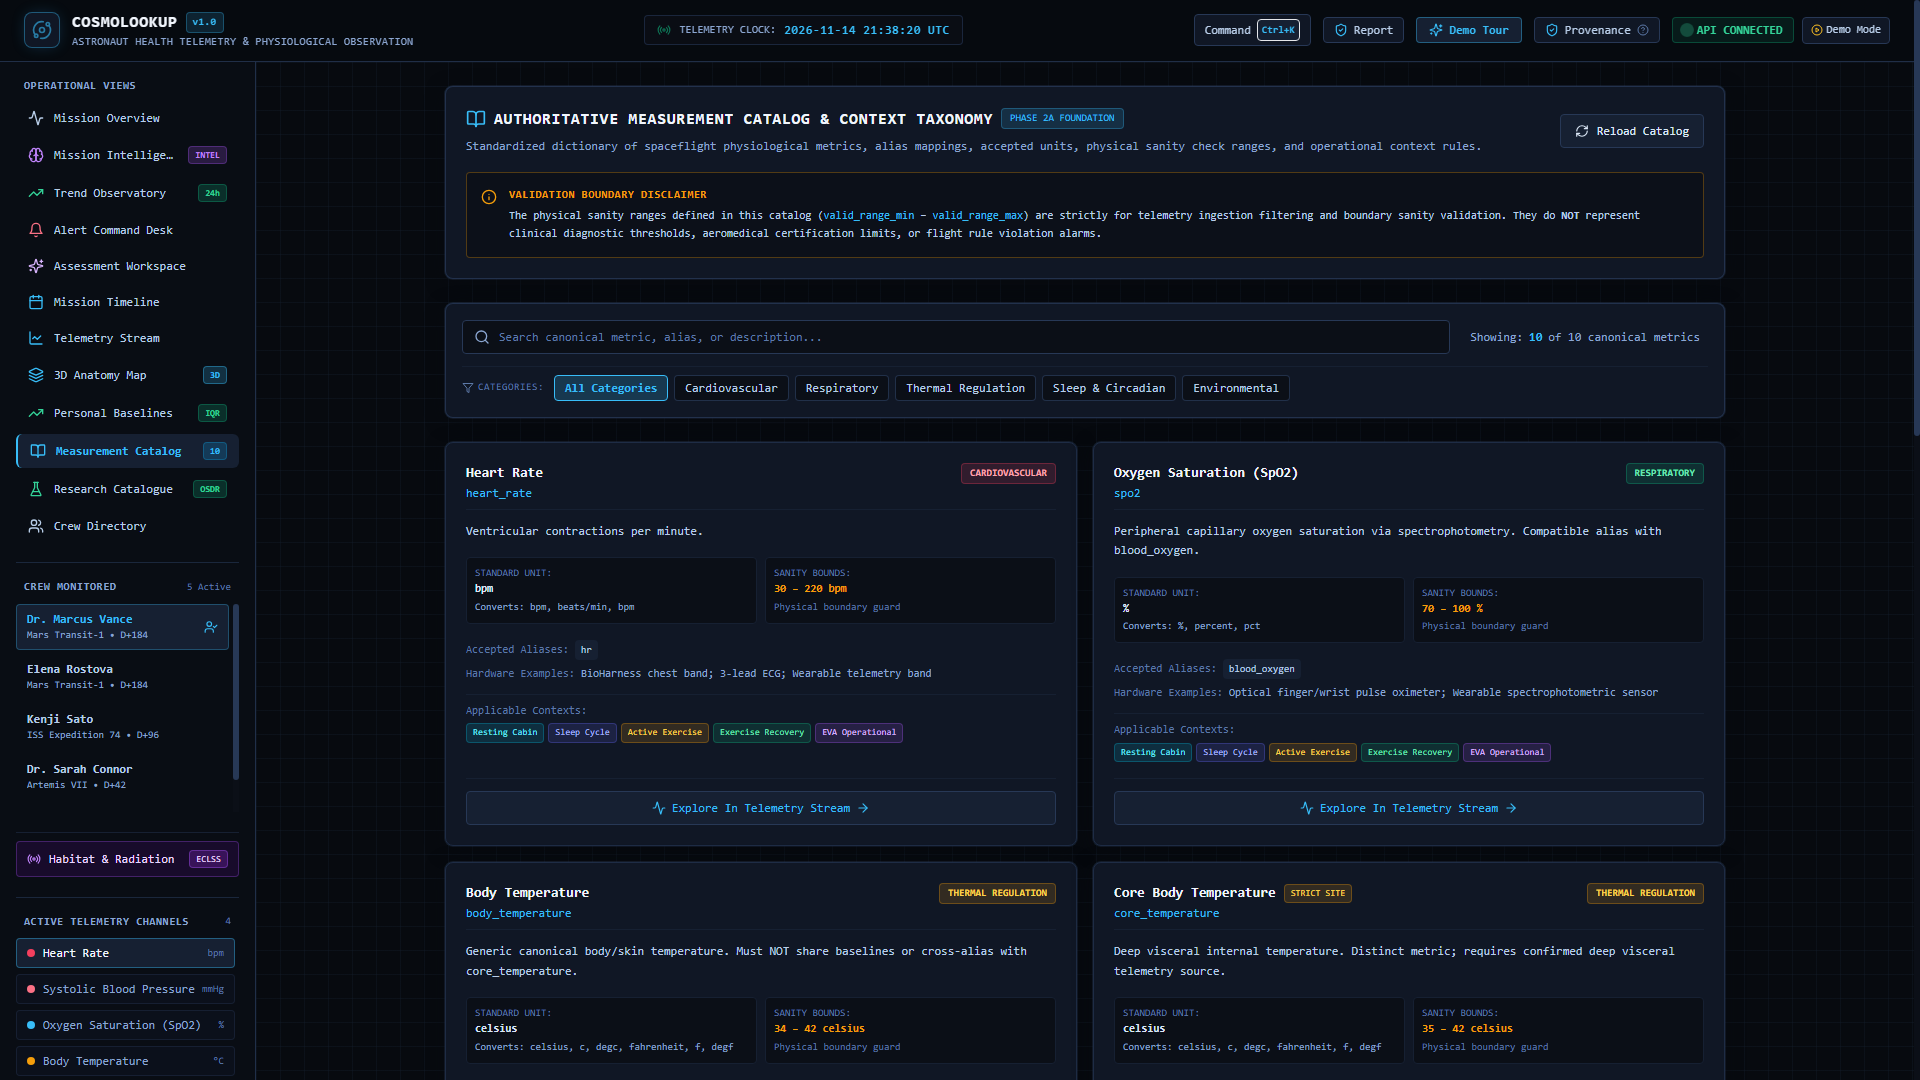 COSMOLOOKUP v1.0
ASTRONAUT HEALTH TELEMETRY & PHYSIOLOGICAL OBSERVATION
TELEMETRY CLOCK: 2026-11-14 21:38:20 UTC
Command Ctrl+K
Report
Demo Tour
Provenance
API CONNECTED
Demo Mode
OPERATIONAL VIEWS
Mission Overview
Mission Intellige… INTEL
Trend Observatory 24h
Alert Command Desk
Assessment Workspace
Mission Timeline
Telemetry Stream
3D Anatomy Map 3D
Personal Baselines IQR
Measurement Catalog 10
Research Catalogue OSDR
Crew Directory
CREW MONITORED 5 Active
Dr. Marcus Vance
Mars Transit-1 • D+184
Elena Rostova
Mars Transit-1 • D+184
Kenji Sato
ISS Expedition 74 • D+96
Dr. Sarah Connor
Artemis VII • D+42
Habitat & Radiation ECLSS
ACTIVE TELEMETRY CHANNELS 4
Heart Rate bpm
Systolic Blood Pressure mmHg
Oxygen Saturation (SpO2) %
Body Temperature °C
AUTHORITATIVE MEASUREMENT CATALOG & CONTEXT TAXONOMY PHASE 2A FOUNDATION
Standardized dictionary of spaceflight physiological metrics, alias mappings, accepted units, physical sanity check ranges, and operational context rules.
Reload Catalog
VALIDATION BOUNDARY DISCLAIMER
The physical sanity ranges defined in this catalog (valid_range_min – valid_range_max) are strictly for telemetry ingestion filtering and boundary sanity validation. They do NOT represent
clinical diagnostic thresholds, aeromedical certification limits, or flight rule violation alarms.
Search canonical metric, alias, or description...
Showing: 10 of 10 canonical metrics
CATEGORIES: All Categories Cardiovascular Respiratory Thermal Regulation Sleep & Circadian Environmental
Heart Rate CARDIOVASCULAR
heart_rate
Ventricular contractions per minute.
STANDARD UNIT:
bpm
Converts: bpm, beats/min, bpm
SANITY BOUNDS:
30 – 220 bpm
Physical boundary guard
Accepted Aliases: hr
Hardware Examples: BioHarness chest band; 3-lead ECG; Wearable telemetry band
Applicable Contexts:
Resting Cabin Sleep Cycle Active Exercise Exercise Recovery EVA Operational
Explore In Telemetry Stream →
Oxygen Saturation (SpO2) RESPIRATORY
spo2
Peripheral capillary oxygen saturation via spectrophotometry. Compatible alias with
blood_oxygen.
STANDARD UNIT:
%
Converts: %, percent, pct
SANITY BOUNDS:
70 – 100 %
Physical boundary guard
Accepted Aliases: blood_oxygen
Hardware Examples: Optical finger/wrist pulse oximeter; Wearable spectrophotometric sensor
Applicable Contexts:
Resting Cabin Sleep Cycle Active Exercise Exercise Recovery EVA Operational
Explore In Telemetry Stream →
Body Temperature THERMAL REGULATION
body_temperature
Generic canonical body/skin temperature. Must NOT share baselines or cross-alias with
core_temperature.
STANDARD UNIT:
celsius
Converts: celsius, c, degc, fahrenheit, f, degf
SANITY BOUNDS:
34 – 42 celsius
Physical boundary guard
Core Body Temperature STRICT SITE THERMAL REGULATION
core_temperature
Deep visceral internal temperature. Distinct metric; requires confirmed deep visceral
telemetry source.
STANDARD UNIT:
celsius
Converts: celsius, c, degc, fahrenheit, f, degf
SANITY BOUNDS:
35 – 42 celsius
Physical boundary guard